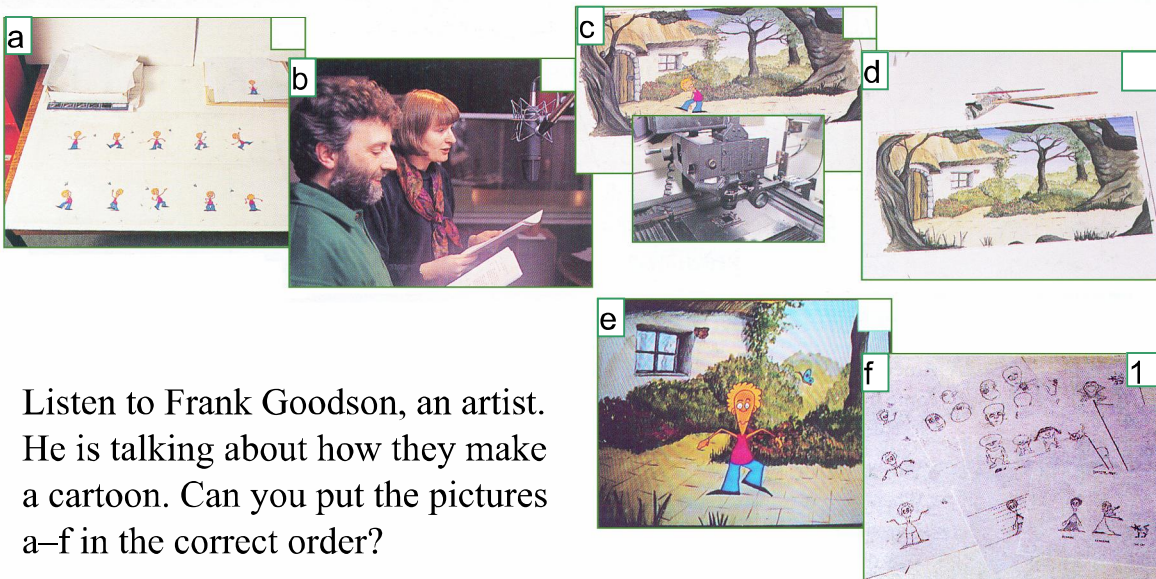 a
b
c
d
e
f
1
Listen to Frank Goodson, an artist.
He is talking about how they make
a cartoon. Can you put the pictures
a–f in the correct order?